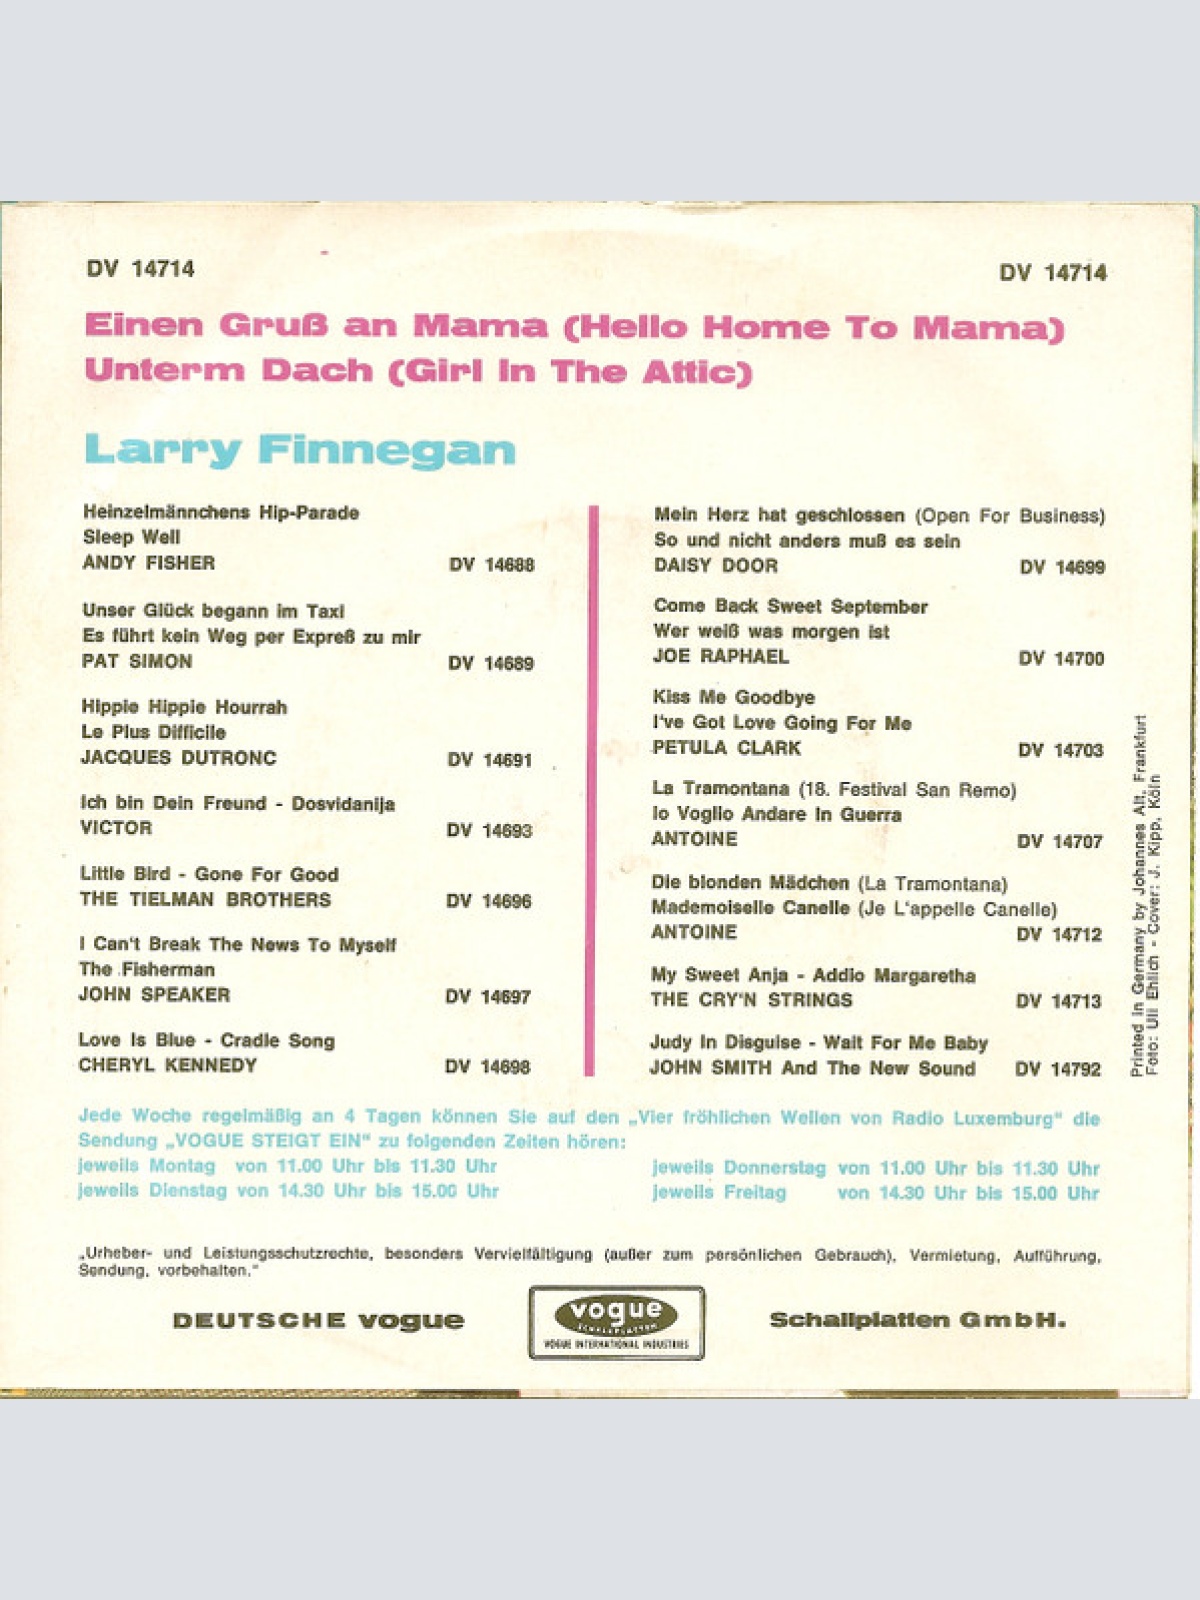 DV 14714 DV 14714
Einen Gruß an Mama (Hello Home To Mama)
Unterm Dach (Girl In The Attic)
Larry Finnegan
Heinzelmännchens Hip-Parade
Sleep Well
ANDY FISHER DV 14688
Unser Glück begann im Taxi
Es führt kein Weg per Expreß zu mir
PAT SIMON DV 14689
Hippie Hippie Hourrah
Le Plus Difficile
JACQUES DUTRONC DV 14691
Ich bin Dein Freund - Dosvidanija
VICTOR DV 14693
Little Bird - Gone For Good
THE TIELMAN BROTHERS DV 14696
I Can't Break The News To Myself
The Fisherman
JOHN SPEAKER DV 14697
Love Is Blue - Cradle Song
CHERYL KENNEDY DV 14698
Mein Herz hat geschlossen (Open For Business)
So und nicht anders muß es sein
DAISY DOOR DV 14699
Come Back Sweet September
Wer weiß was morgen ist
JOE RAPHAEL DV 14700
Kiss Me Goodbye
I've Got Love Going For Me
PETULA CLARK DV 14703
La Tramontana (18. Festival San Remo)
Io Voglio Andare In Guerra
ANTOINE DV 14707
Die blonden Mädchen (La Tramontana)
Mademoiselle Canelle (Je L'appelle Canelle)
ANTOINE DV 14712
My Sweet Anja - Addio Margaretha
THE CRY'N STRINGS DV 14713
Judy In Disguise - Wait For Me Baby
JOHN SMITH And The New Sound DV 14792
Printed in Germany by Johannes Alt, Frankfurt
Foto: Uli Ehlich - Cover: J. Kipp, Köln
Jede Woche regelmäßig an 4 Tagen können Sie auf den „Vier fröhlichen Wellen von Radio Luxemburg" die
Sendung „VOGUE STEIGT EIN" zu folgenden Zeiten hören:
jeweils Montag von 11.00 Uhr bis 11.30 Uhr jeweils Donnerstag von 11.00 Uhr bis 11.30 Uhr
jeweils Dienstag von 14.30 Uhr bis 15.00 Uhr jeweils Freitag von 14.30 Uhr bis 15.00 Uhr
„Urheber- und Leistungsschutzrechte, besonders Vervielfältigung (außer zum persönlichen Gebrauch), Vermietung, Aufführung,
Sendung, vorbehalten."
DEUTSCHE vogue
vogue
SCHALLPLATTEN
VOGUE INTERNATIONAL INDUSTRIES
Schallplatten GmbH.